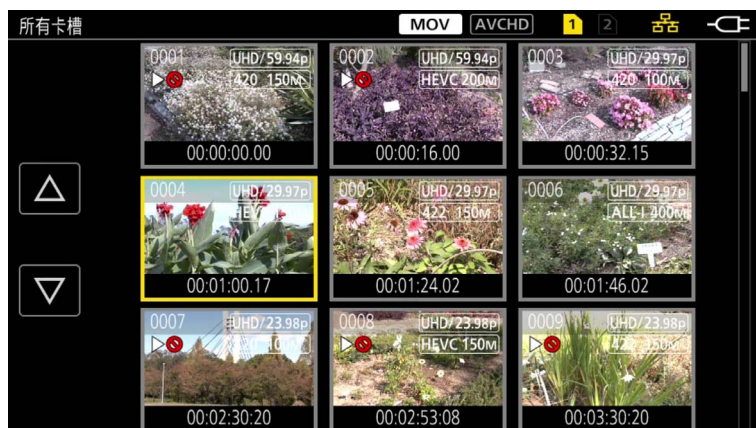 所有卡槽 MOV AVCHD 1 2
0001 UHD/59.94p
420 150M
00:00:00.00
0002 UHD/59.94p
HEVC 200M
00:00:16.00
0003 UHD/29.97p
420 100M
00:00:32.15
0004 UHD/29.97p
00:01:00.17
0005 UHD/29.97p
422 150M
00:01:24.02
0006 UHD/29.97p
ALL-I 400M
00:01:46.02
0007 UHD/23.98p
420 100M
00:02:30:20
0008 UHD/23.98p
HEVC 150M
00:02:53:08
0009 UHD/23.98p
422 150M
00:03:30:20